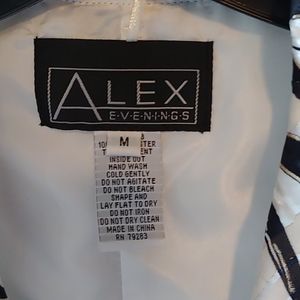 ALEX
E·V·E·N·I·N·G·S
M
INSIDE OUT
HAND WASH
COLD GENTLY
DO NOT AGITATE
DO NOT BLEACH
SHAPE AND
LAY FLAT TO DRY
DO NOT IRON
DO NOT DRY CLEAN
MADE IN CHINA
RN 79283